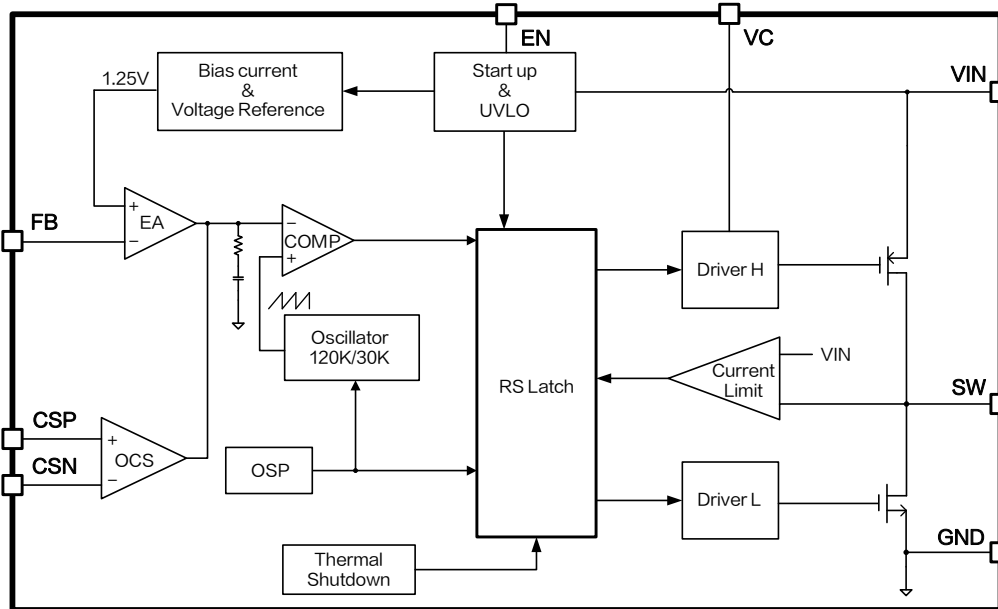 EN
VC
VIN
1.25V
Bias current
&
Voltage Reference
Start up
&
UVLO
FB
+
EA
−
−
COMP
+
Driver H
Oscillator
120K/30K
RS Latch
Current
Limit
VIN
SW
CSP
+
OCS
CSN
−
OSP
Driver L
GND
Thermal
Shutdown